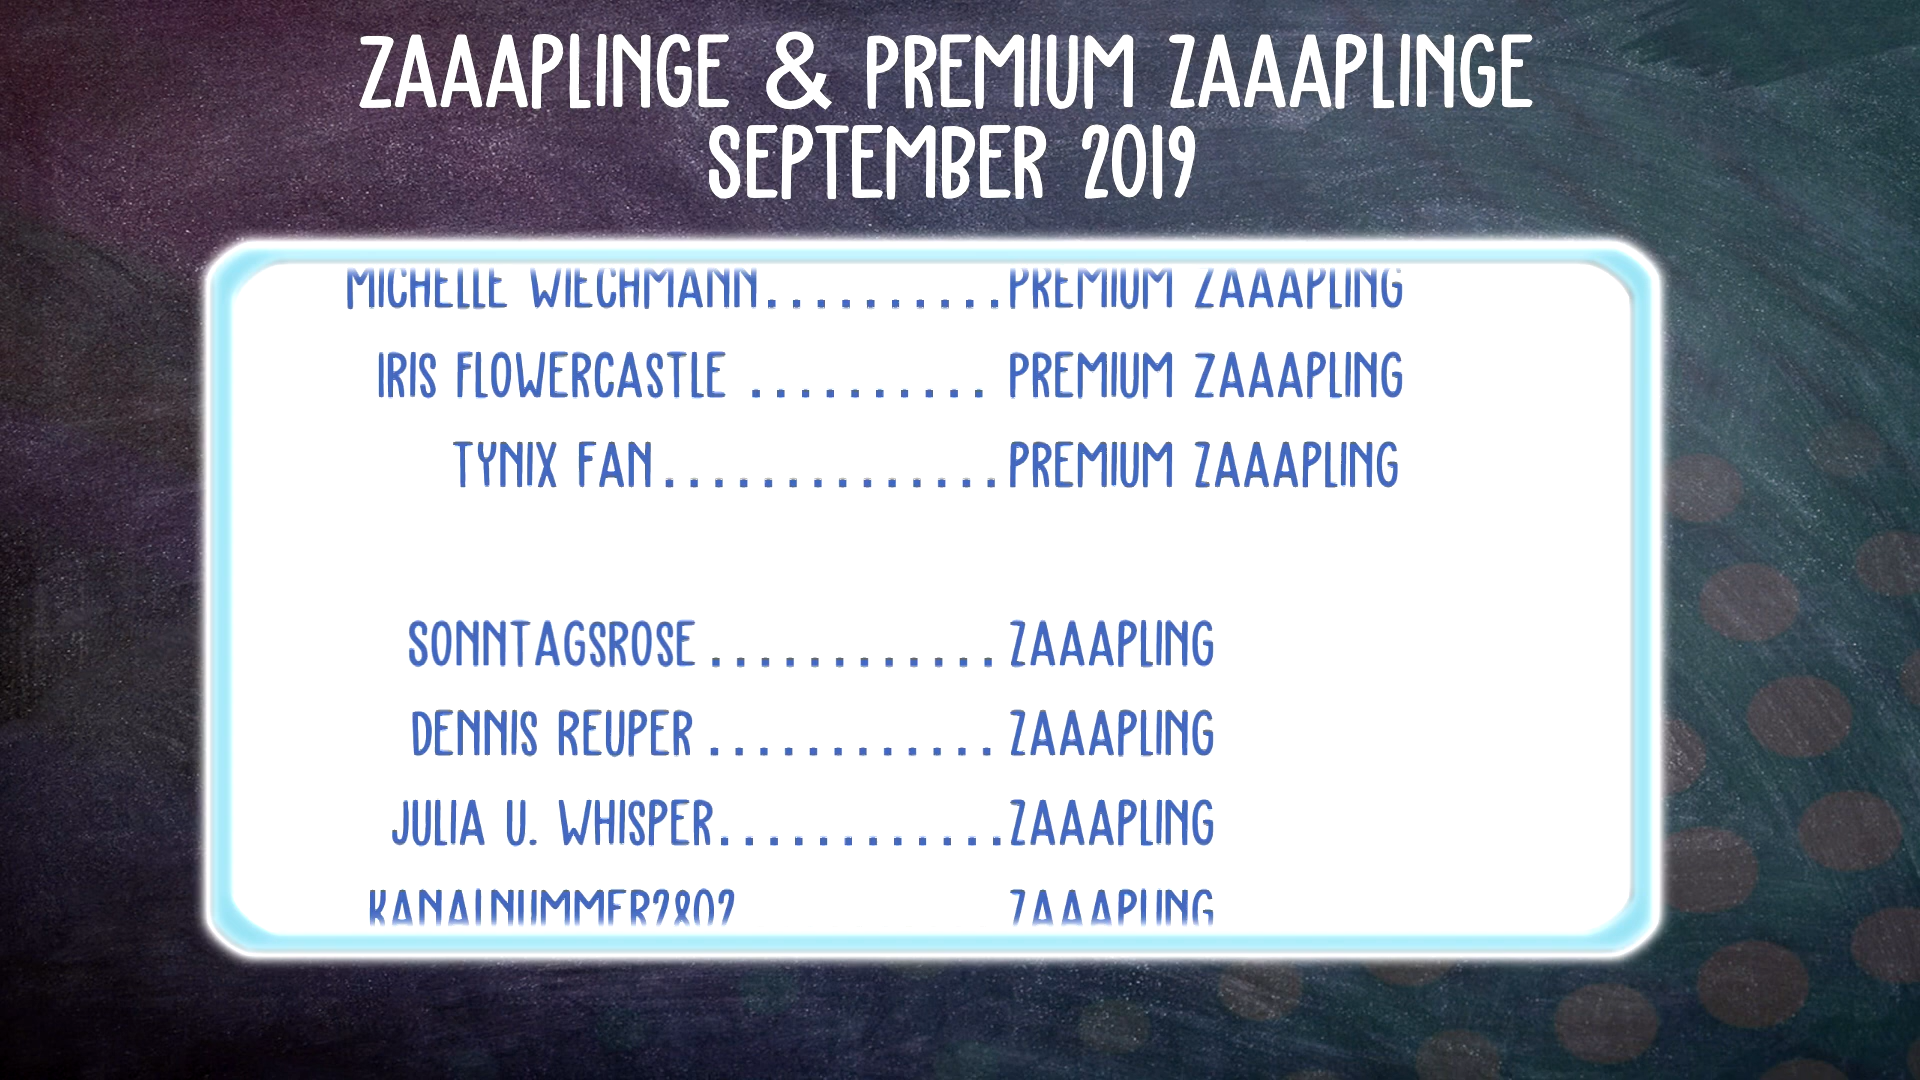 ZAAAPLINGE & PREMIUM ZAAAPLINGE
SEPTEMBER 2019
MICHELLE WIECHMANN..........PREMIUM ZAAAPLING
IRIS FLOWERCASTLE .......... PREMIUM ZAAAPLING
TYNIX FAN..............PREMIUM ZAAAPLING
SONNTAGSROSE ............ ZAAAPLING
DENNIS REUPER ............ ZAAAPLING
JULIA U. WHISPER............ZAAAPLING
KANALNUMMER2802 ZAAAPLING